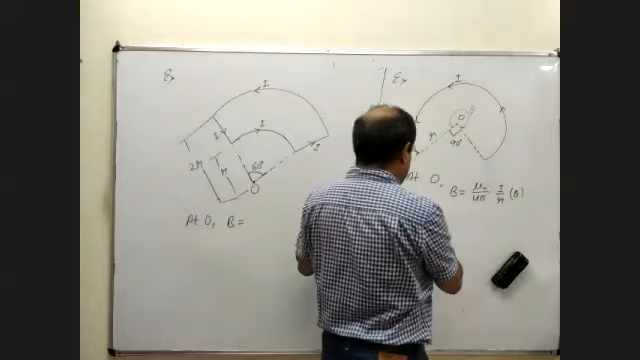 Ex
I
I
I
I
2r
r
60°
O
At O, B =
Ex
I
O
θ
r
90°
At O,
B = μ₀/4π I/r (θ)